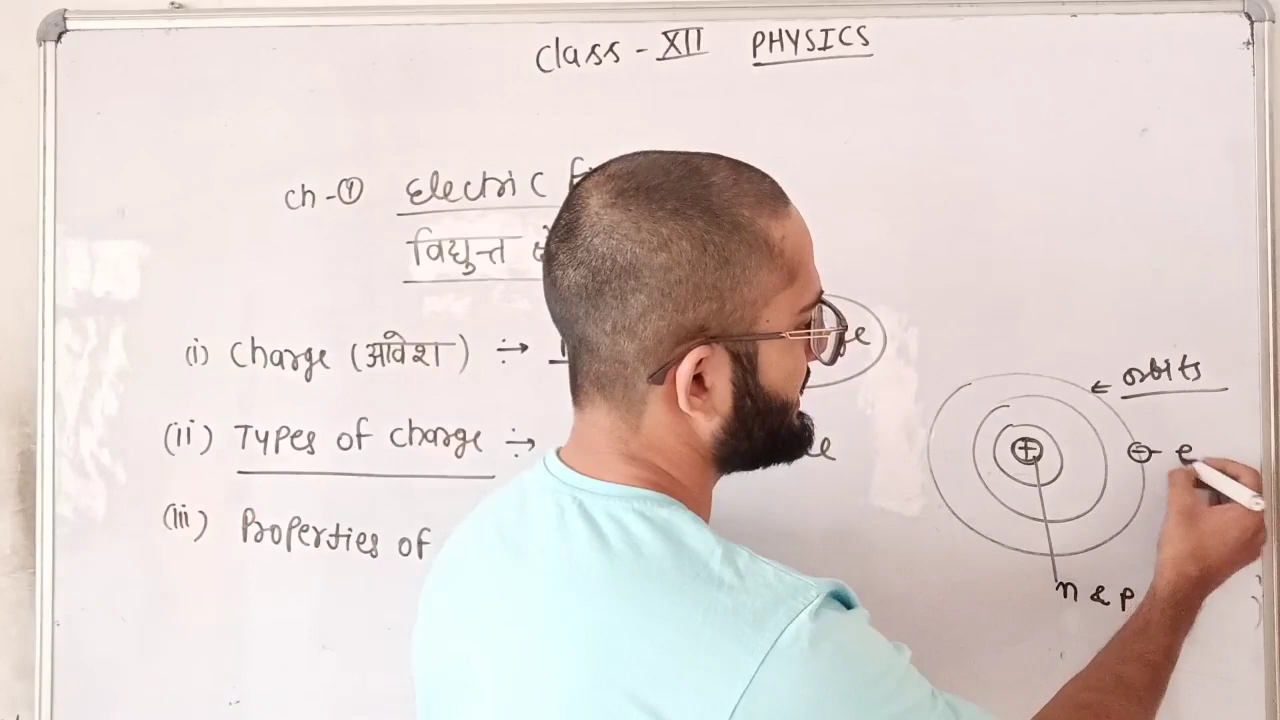 Class - XII PHYSICS
Ch-① Electric
विद्युत्त
(i) Charge (आवेश) ÷→
(ii) Types of charge ÷→
(iii) Properties of
← orbits
+
- e
n & p